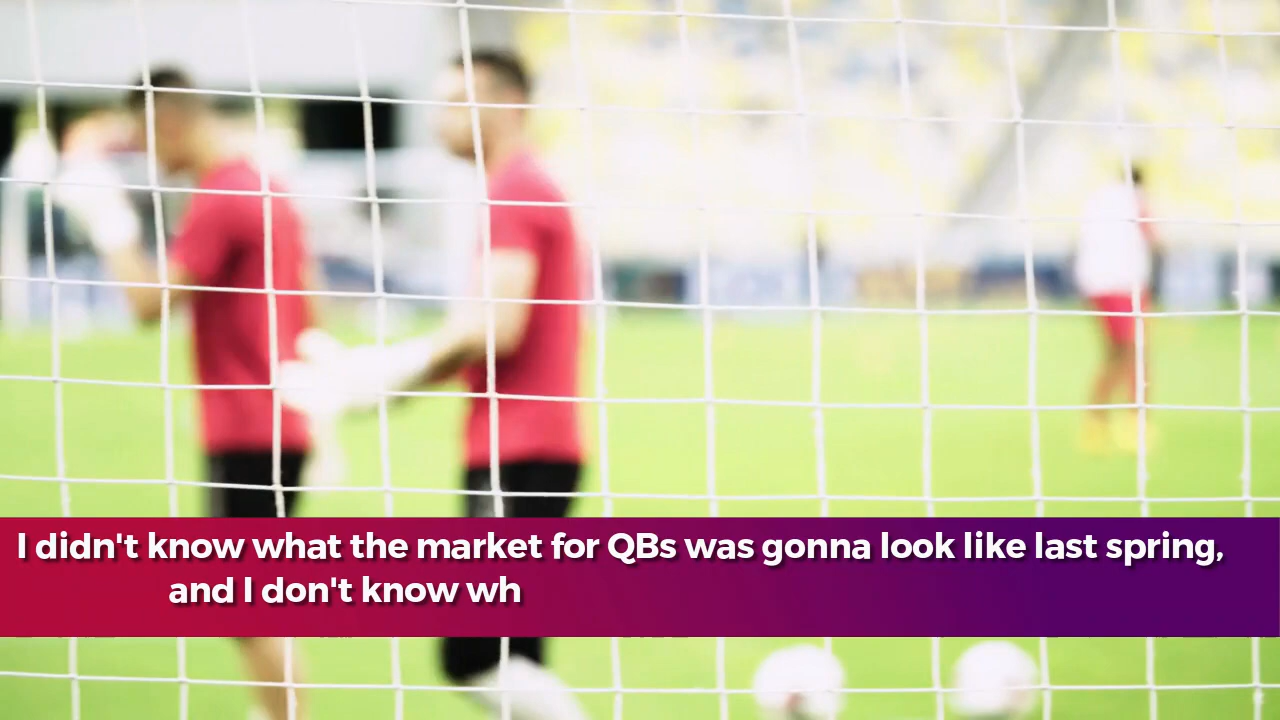 I didn't know what the market for QBs was gonna look like last spring,
and I don't know wh